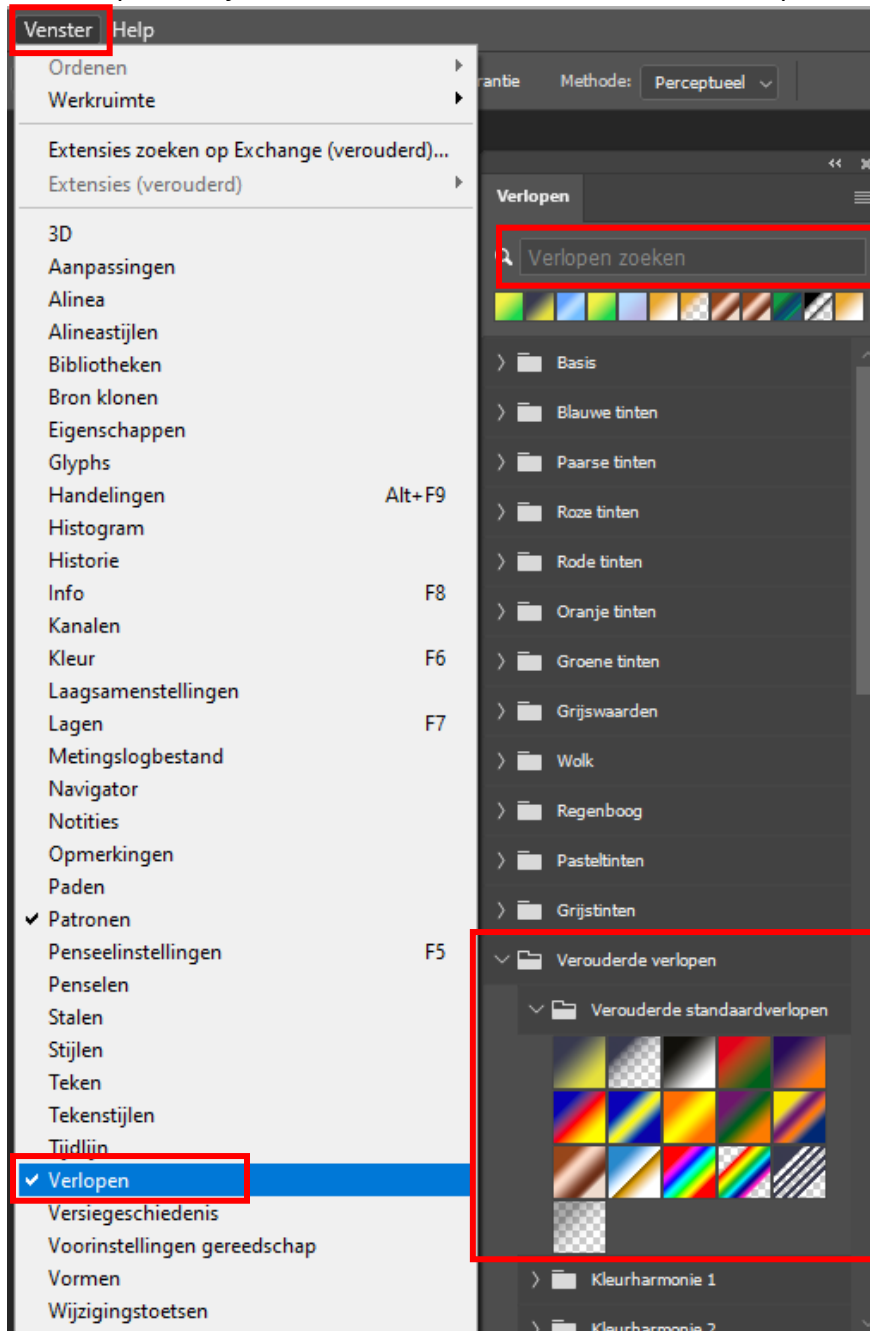 Venster Help
Ordenen
Werkruimte
Extensies zoeken op Exchange (verouderd)...
Extensies (verouderd)
3D
Aanpassingen
Alinea
Alineastijlen
Bibliotheken
Bron klonen
Eigenschappen
Glyphs
Handelingen Alt+F9
Histogram
Historie
Info F8
Kanalen
Kleur F6
Laagsamenstellingen
Lagen F7
Metingslogbestand
Navigator
Notities
Opmerkingen
Paden
Patronen
Penseelinstellingen F5
Penselen
Stalen
Stijlen
Teken
Tekenstijlen
Tijdlijn
Verlopen
Versiegeschiedenis
Voorinstellingen gereedschap
Vormen
Wijzigingstoetsen
rantie Methode: Perceptueel
Verlopen
Verlopen zoeken
Basis
Blauwe tinten
Paarse tinten
Roze tinten
Rode tinten
Oranje tinten
Groene tinten
Grijswaarden
Wolk
Regenboog
Pasteltinten
Grijstinten
Verouderde verlopen
Verouderde standaardverlopen
Kleurharmonie 1
Kleurharmonie 2